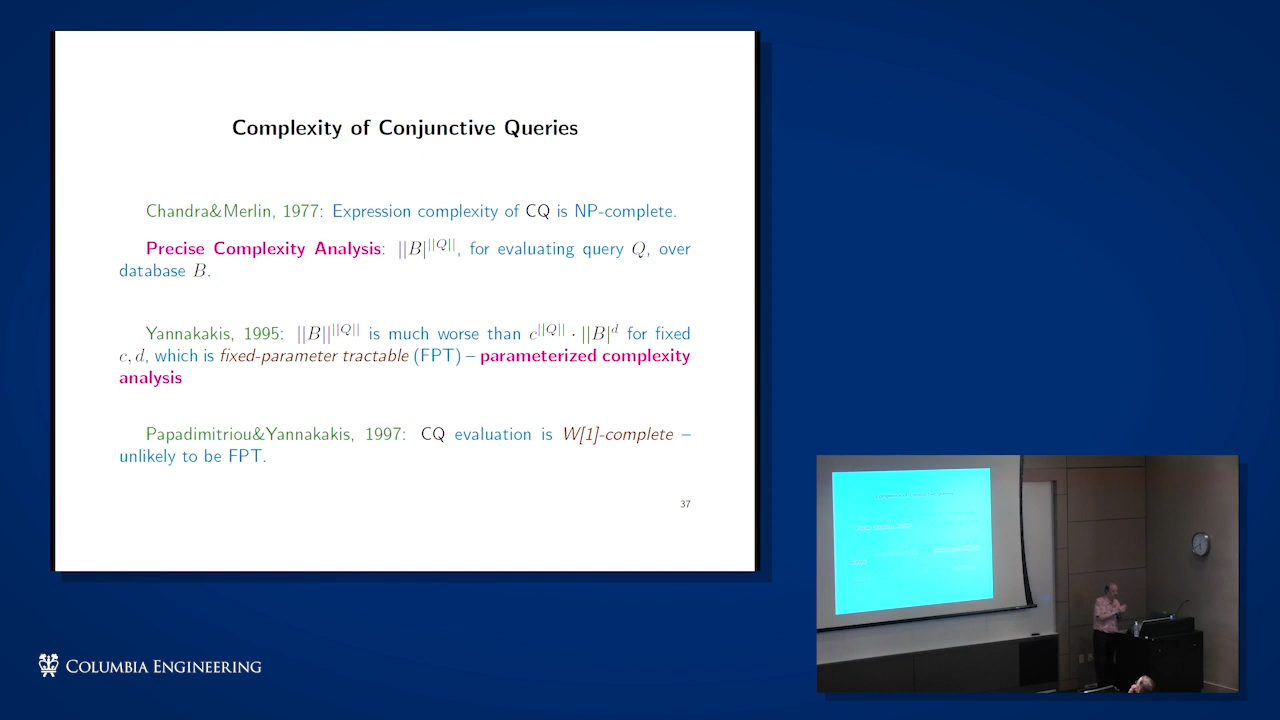 Complexity of Conjunctive Queries
Chandra&Merlin, 1977: Expression complexity of CQ is NP-complete.
Precise Complexity Analysis: ||B|^{||Q||}, for evaluating query Q, over
database B.
Yannakakis, 1995: ||B||^{||Q||} is much worse than c^{||Q||} · ||B|^d for fixed
c, d, which is fixed-parameter tractable (FPT) – parameterized complexity
analysis
Papadimitriou&Yannakakis, 1997: CQ evaluation is W[1]-complete –
unlikely to be FPT.
37
COLUMBIA ENGINEERING